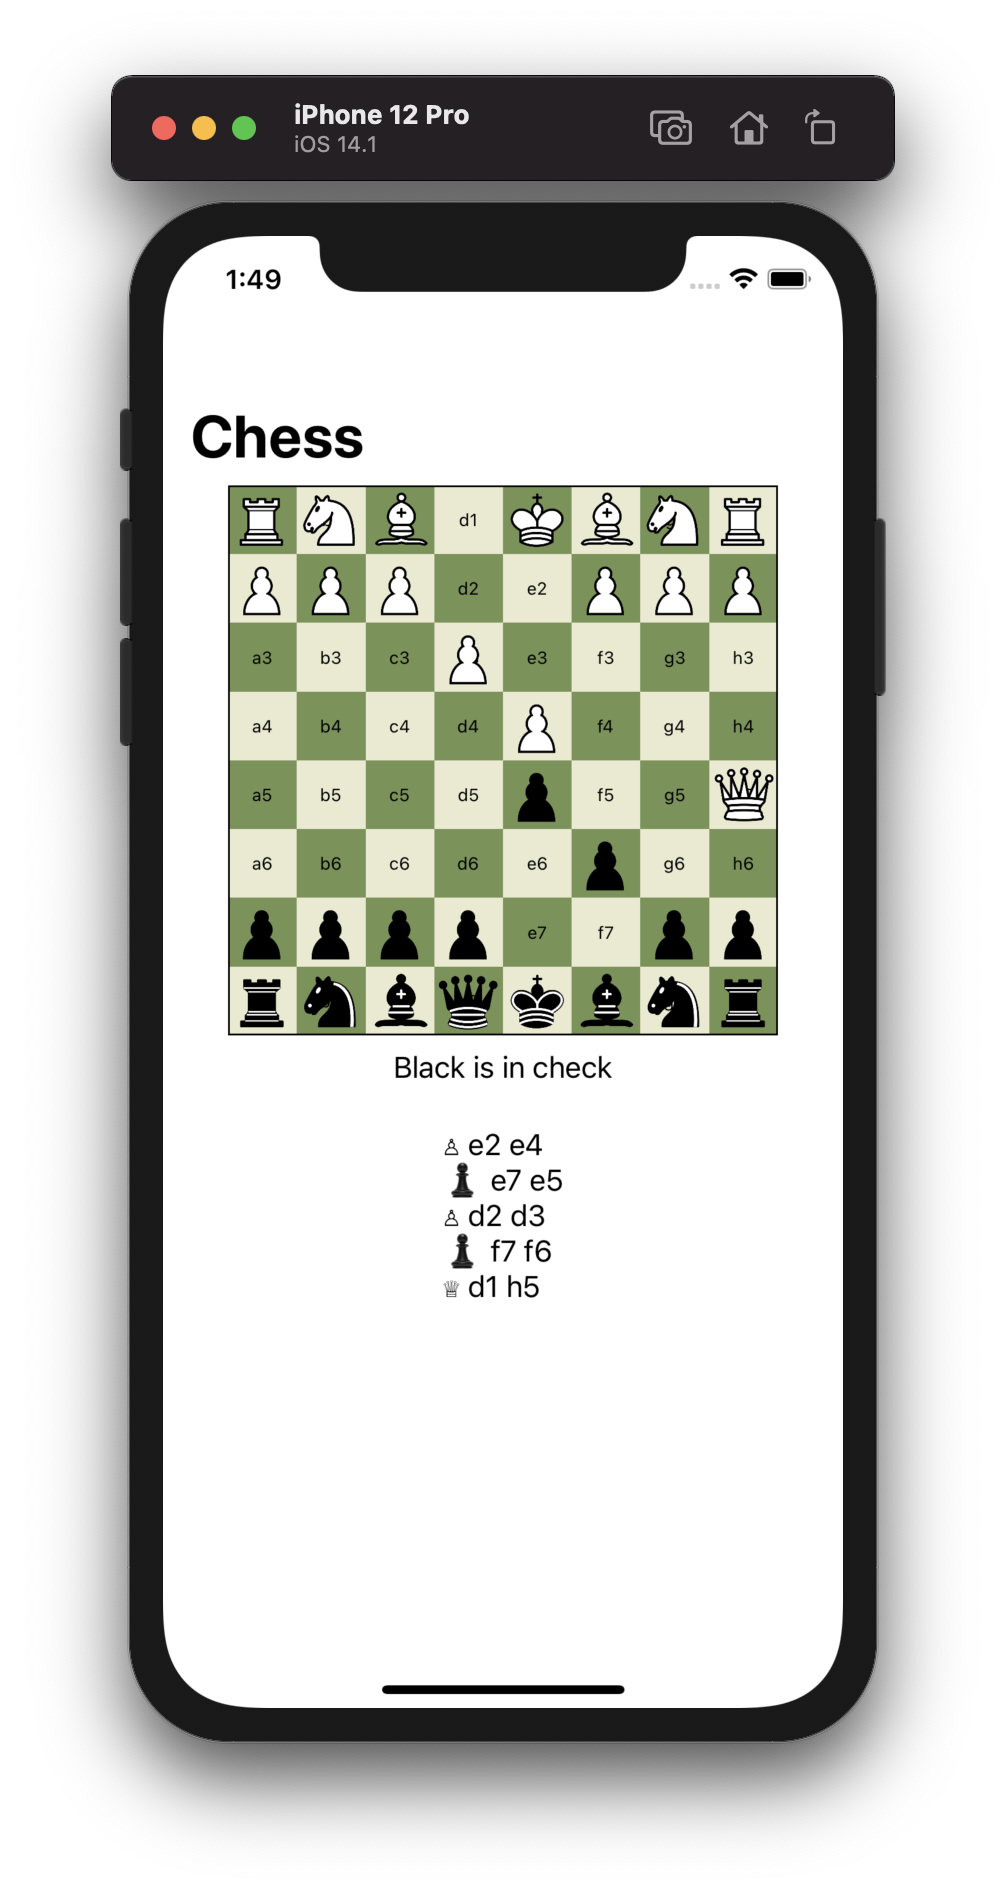 iPhone 12 Pro
iOS 14.1
1:49
Chess
d1
d2 e2
a3 b3 c3 e3 f3 g3 h3
a4 b4 c4 d4 f4 g4 h4
a5 b5 c5 d5 f5 g5
a6 b6 c6 d6 e6 g6 h6
e7 f7
Black is in check
♙ e2 e4
♟ e7 e5
♙ d2 d3
♟ f7 f6
♕ d1 h5